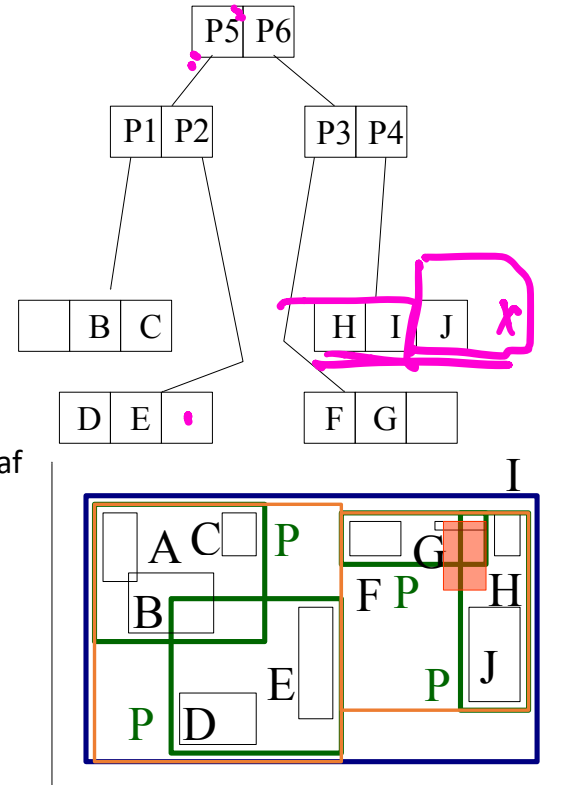 P5 P6
P1 P2 P3 P4
H I J X
B C
D E F G
af
I
A C P G
B F P H
E P J
P D